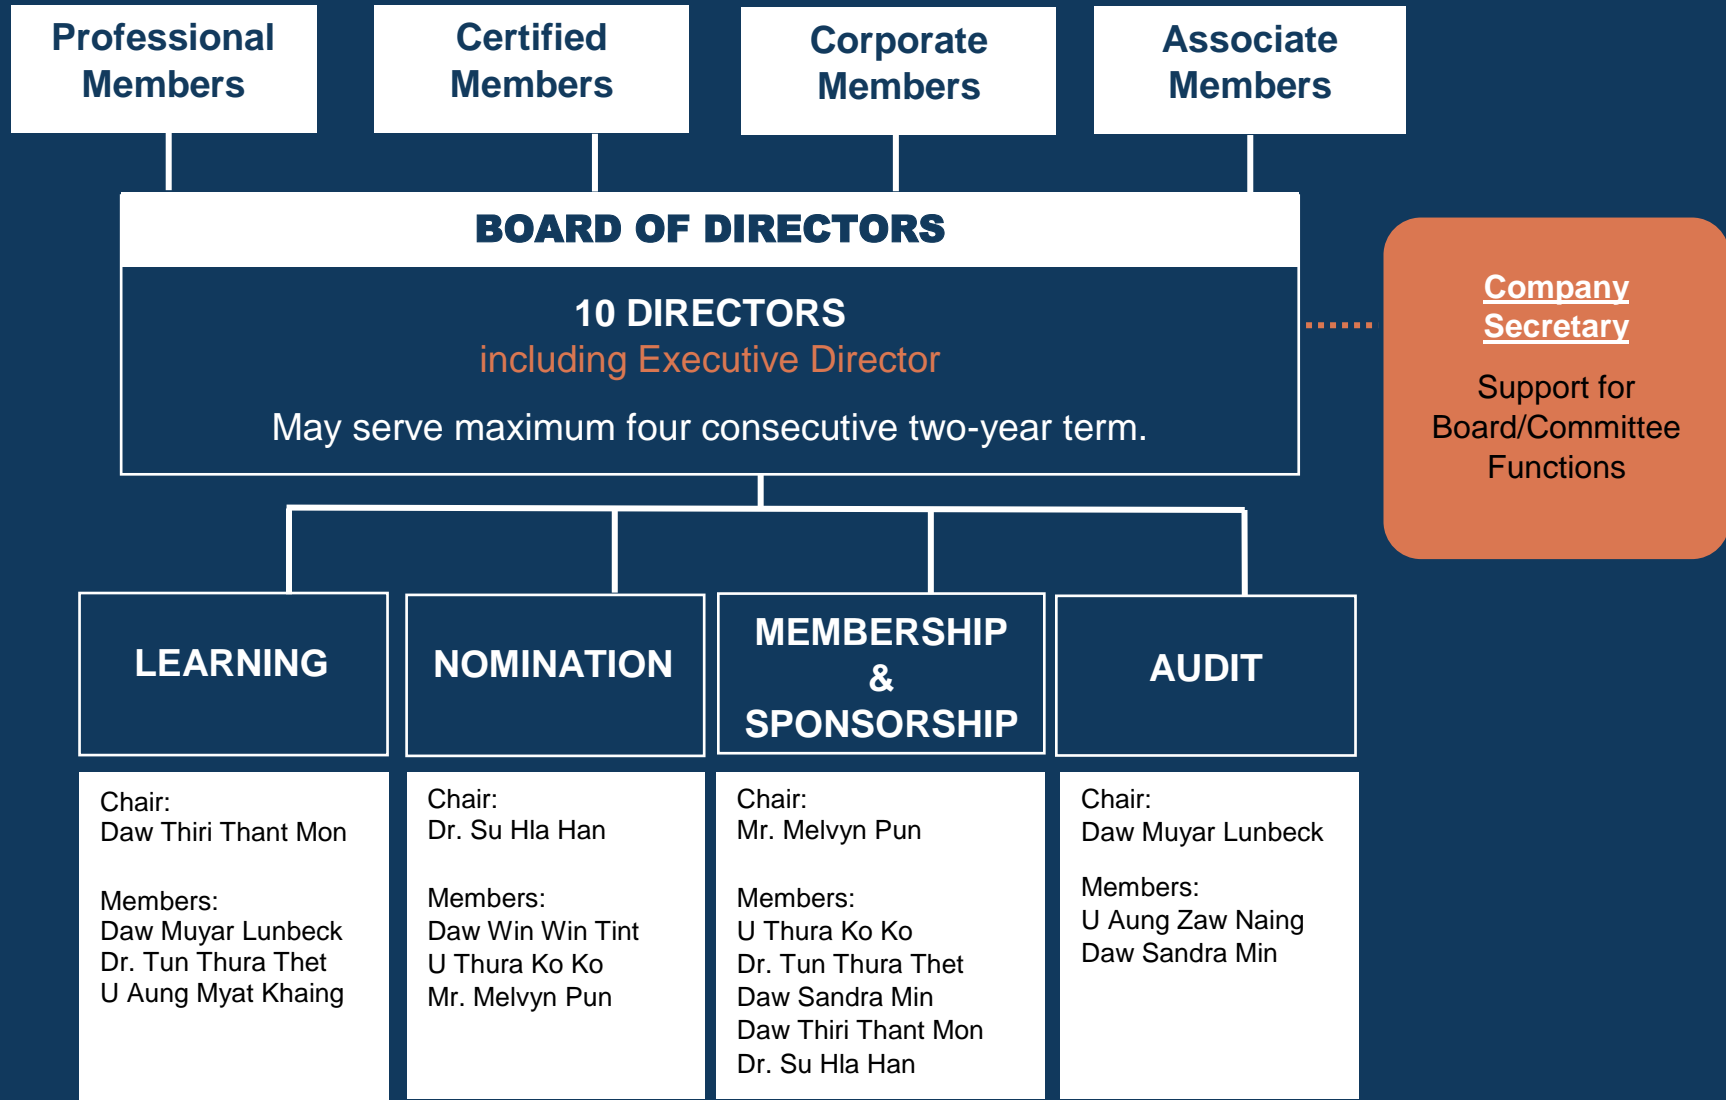 Professional
Members
Certified
Members
Corporate
Members
Associate
Members
BOARD OF DIRECTORS
10 DIRECTORS
including Executive Director
May serve maximum four consecutive two-year term.
Company
Secretary
Support for
Board/Committee
Functions
LEARNING
NOMINATION
MEMBERSHIP
&
SPONSORSHIP
AUDIT
Chair:
Daw Thiri Thant Mon
Members:
Daw Muyar Lunbeck
Dr. Tun Thura Thet
U Aung Myat Khaing
Chair:
Dr. Su Hla Han
Members:
Daw Win Win Tint
U Thura Ko Ko
Mr. Melvyn Pun
Chair:
Mr. Melvyn Pun
Members:
U Thura Ko Ko
Dr. Tun Thura Thet
Daw Sandra Min
Daw Thiri Thant Mon
Dr. Su Hla Han
Chair:
Daw Muyar Lunbeck
Members:
U Aung Zaw Naing
Daw Sandra Min